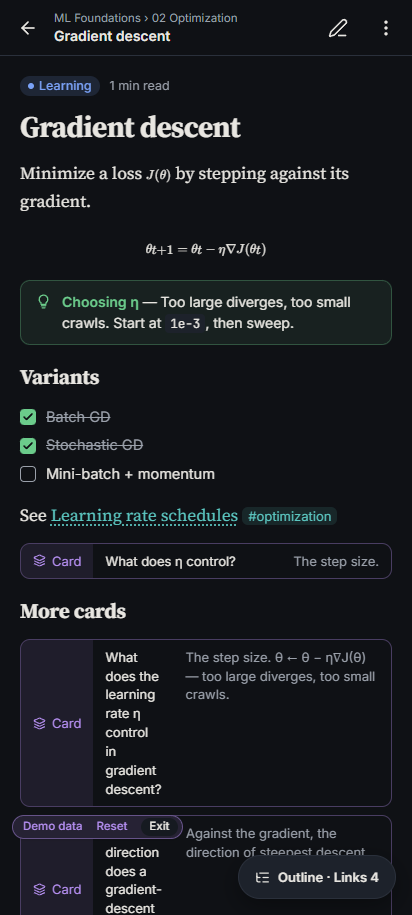 ML Foundations › 02 Optimization
Gradient descent
Learning 1 min read
Gradient descent
Minimize a loss J(θ) by stepping against its
gradient.
θt+1 = θt − η∇J(θt)
Choosing η — Too large diverges, too small
crawls. Start at 1e-3 , then sweep.
Variants
Batch GD
Stochastic GD
Mini-batch + momentum
See Learning rate schedules #optimization
Card What does η control? The step size.
More cards
Card
What
does the
learning
rate η
control
in
gradient
descent?
The step size. θ ← θ − η∇J(θ)
— too large diverges, too small
crawls.
Demo data Reset Exit
Card
direction
does a
gradient-
descent
Against the gradient, the
direction of steepest descent
Outline · Links 4